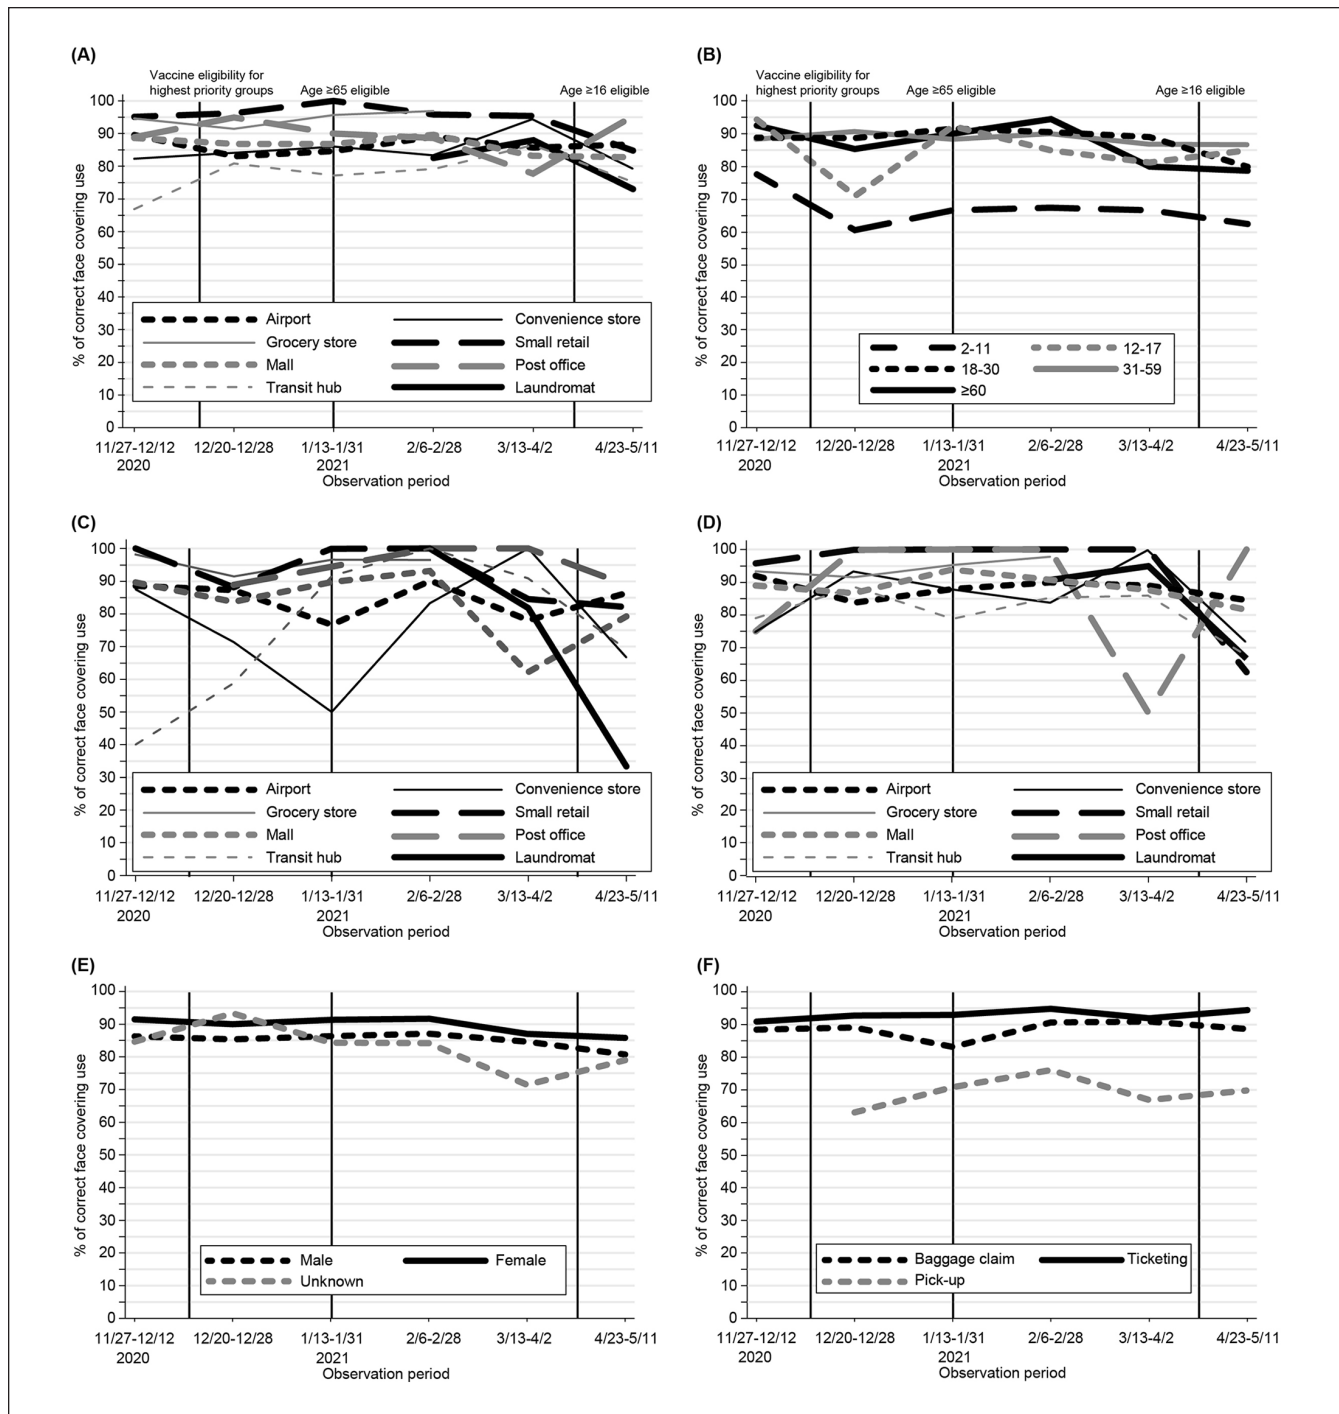 (A)
Vaccine eligibility for
highest priority groups
Age ≥65 eligible
Age ≥16 eligible
100
90
80
70
60
50
40
30
20
10
0
% of correct face covering use
Airport
Convenience store
Grocery store
Small retail
Mall
Post office
Transit hub
Laundromat
11/27-12/12
2020
12/20-12/28
1/13-1/31
2021
2/6-2/28
3/13-4/2
4/23-5/11
Observation period
(B)
Vaccine eligibility for
highest priority groups
Age ≥65 eligible
Age ≥16 eligible
100
90
80
70
60
50
40
30
20
10
0
% of correct face covering use
2-11
12-17
18-30
31-59
≥60
11/27-12/12
2020
12/20-12/28
1/13-1/31
2021
2/6-2/28
3/13-4/2
4/23-5/11
Observation period
(C)
100
90
80
70
60
50
40
30
20
10
0
% of correct face covering use
Airport
Convenience store
Grocery store
Small retail
Mall
Post office
Transit hub
Laundromat
11/27-12/12
2020
12/20-12/28
1/13-1/31
2021
2/6-2/28
3/13-4/2
4/23-5/11
Observation period
(D)
100
90
80
70
60
50
40
30
20
10
0
% of correct face covering use
Airport
Convenience store
Grocery store
Small retail
Mall
Post office
Transit hub
Laundromat
11/27-12/12
2020
12/20-12/28
1/13-1/31
2021
2/6-2/28
3/13-4/2
4/23-5/11
Observation period
(E)
100
90
80
70
60
50
40
30
20
10
0
% of correct face covering use
Male
Female
Unknown
11/27-12/12
2020
12/20-12/28
1/13-1/31
2021
2/6-2/28
3/13-4/2
4/23-5/11
Observation period
(F)
100
90
80
70
60
50
40
30
20
10
0
% of correct face covering use
Baggage claim
Ticketing
Pick-up
11/27-12/12
2020
12/20-12/28
1/13-1/31
2021
2/6-2/28
3/13-4/2
4/23-5/11
Observation period